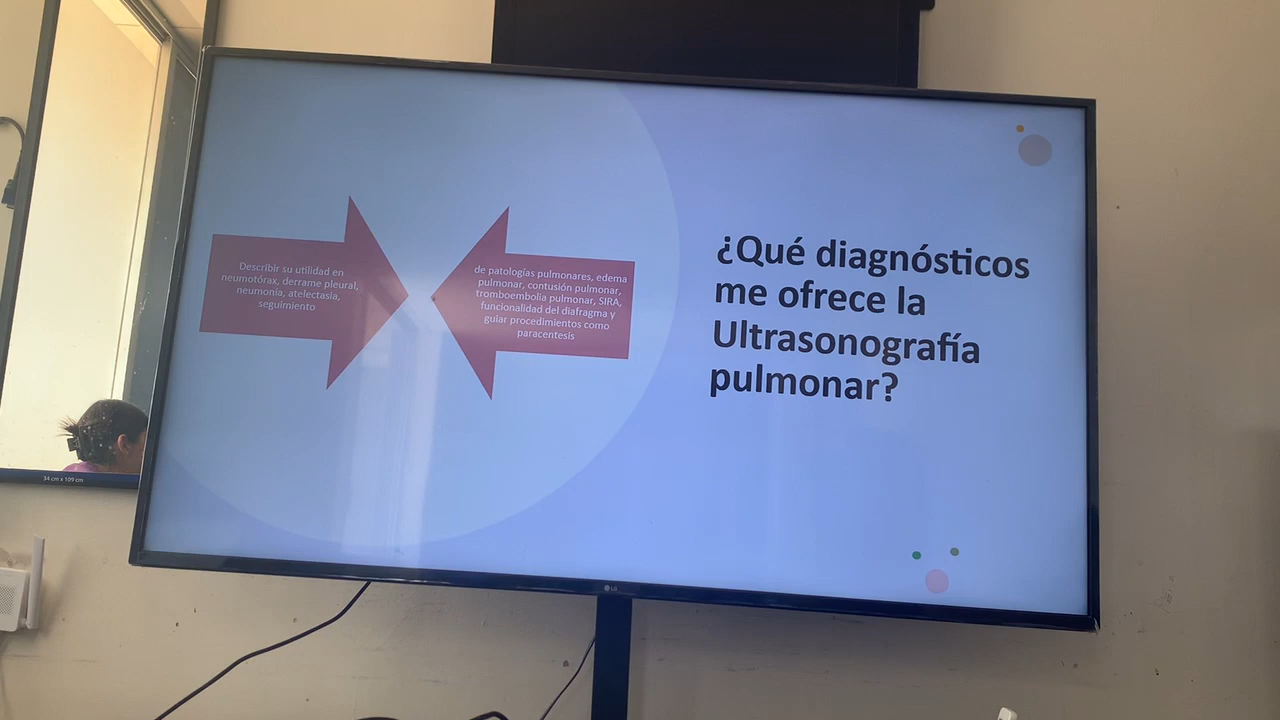 Describir su utilidad en
neumotórax, derrame pleural,
neumonía, atelectasia,
seguimiento
de patologías pulmonares, edema
pulmonar, contusión pulmonar,
tromboembolia pulmonar, SIRA,
funcionalidad del diafragma y
guiar procedimientos como
paracentesis
¿Qué diagnósticos
me ofrece la
Ultrasonografía
pulmonar?
34 cm x 109 cm
LG